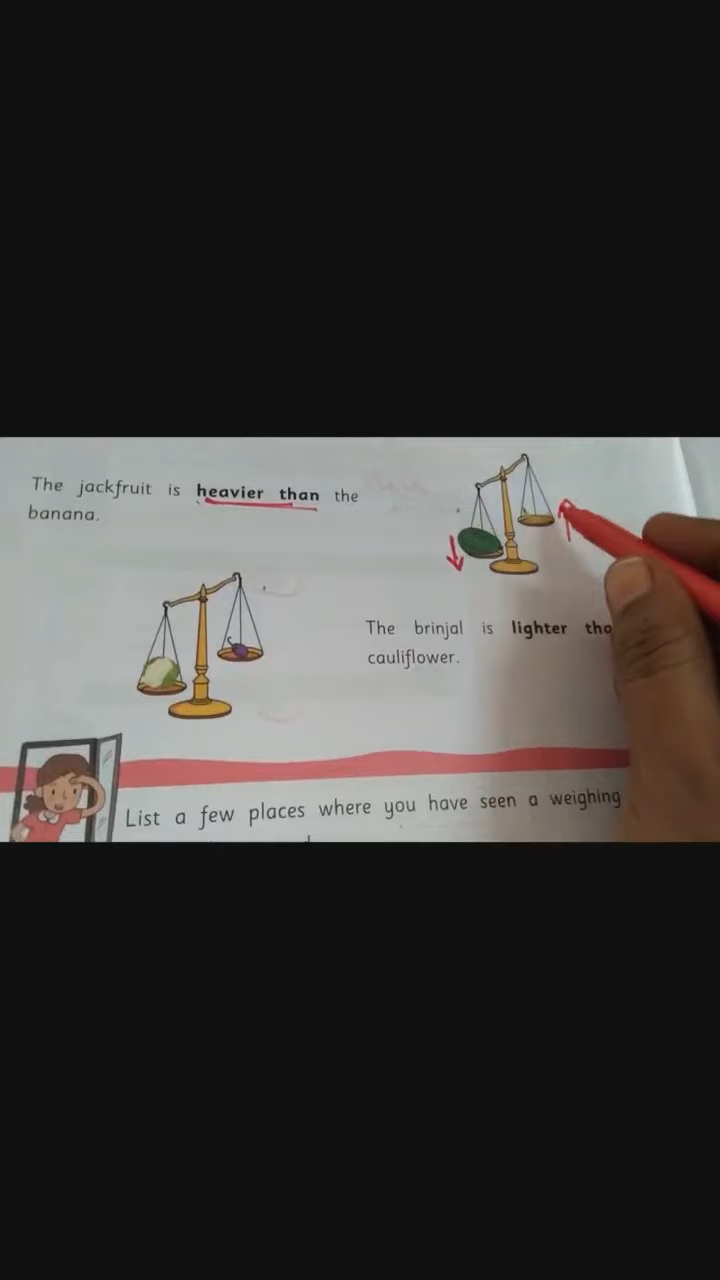 The jackfruit is heavier than the
banana.
The brinjal is lighter
cauliflower.
List a few places where you have seen a weighing